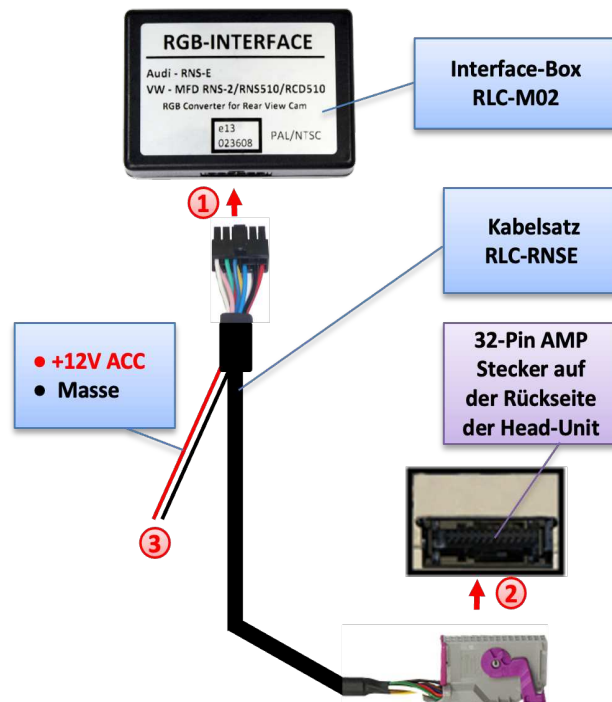 RGB-INTERFACE
Audi - RNS-E
VW - MFD RNS-2/RNS510/RCD510
RGB Converter for Rear View Cam
e13
023608
PAL/NTSC
Interface-Box
RLC-M02
1
Kabelsatz
RLC-RNSE
32-Pin AMP
Stecker auf
der Rückseite
der Head-Unit
• +12V ACC
• Masse
3
2